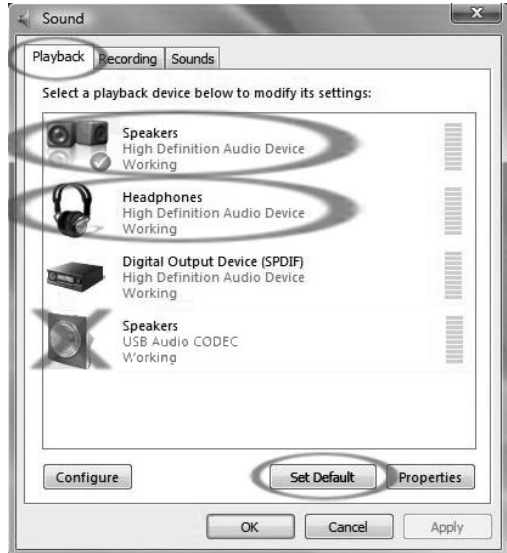 Sound
Playback Recording Sounds
Select a playback device below to modify its settings:
Speakers
High Definition Audio Device
Working
Headphones
High Definition Audio Device
Working
Digital Output Device (SPDIF)
High Definition Audio Device
Working
Speakers
USB Audio CODEC
Working
Configure Set Default Properties
OK Cancel Apply